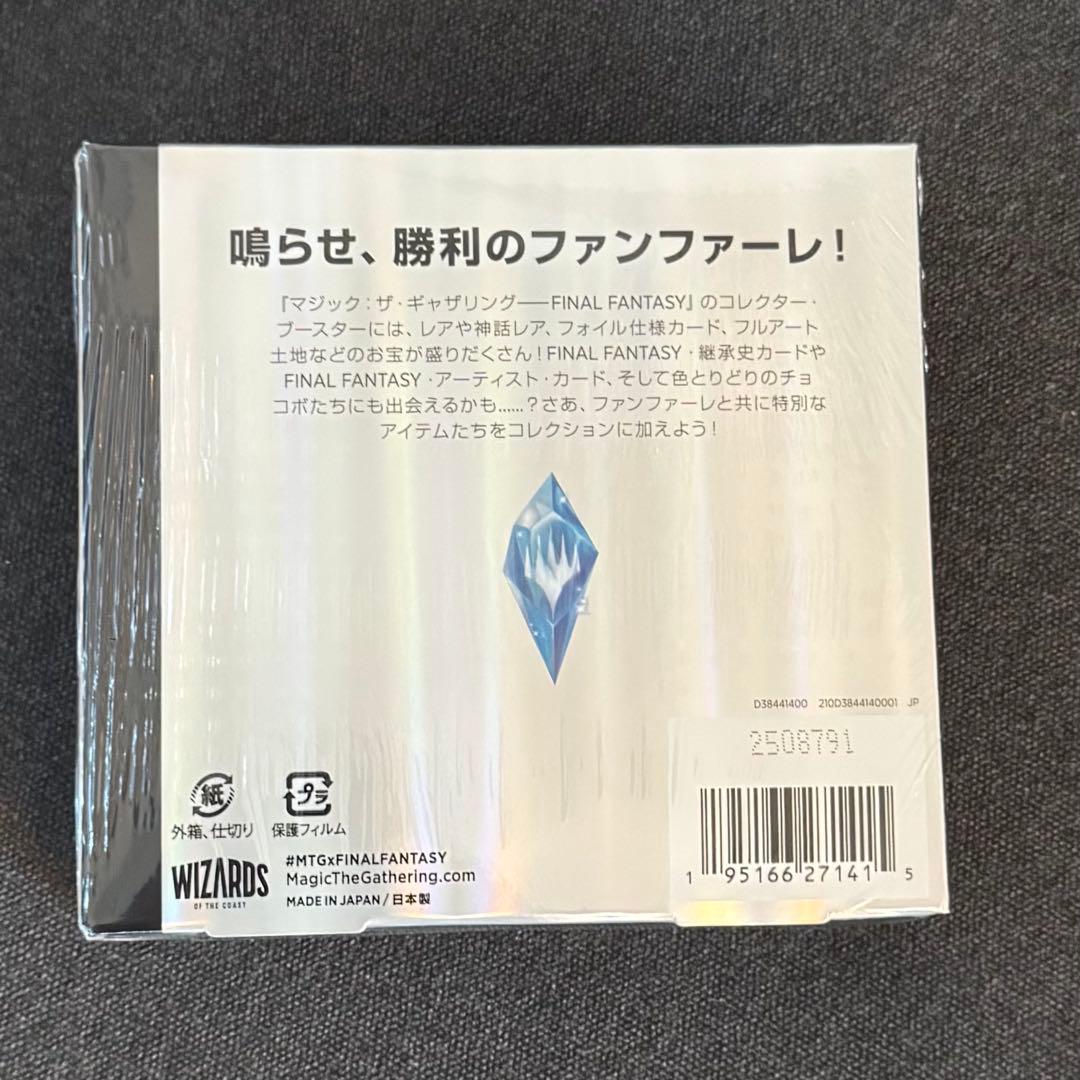 鳴らせ、勝利のファンファーレ！
『マジック：ザ・ギャザリング——FINAL FANTASY』のコレクター・
ブースターには、レアや神話レア、フォイル仕様カード、フルアート
土地などのお宝が盛りだくさん！FINAL FANTASY・継承史カードや
FINAL FANTASY・アーティスト・カード、そして色とりどりのチョ
コボたちにも出会えるかも……？さあ、ファンファーレと共に特別な
アイテムたちをコレクションに加えよう！
D38441400 210D3844140001 JP
2508791
紙
プラ
外箱、仕切り 保護フィルム
WIZARDS
OF THE COAST
#MTGxFINALFANTASY
MagicTheGathering.com
MADE IN JAPAN / 日本製
1 95166 27141 5